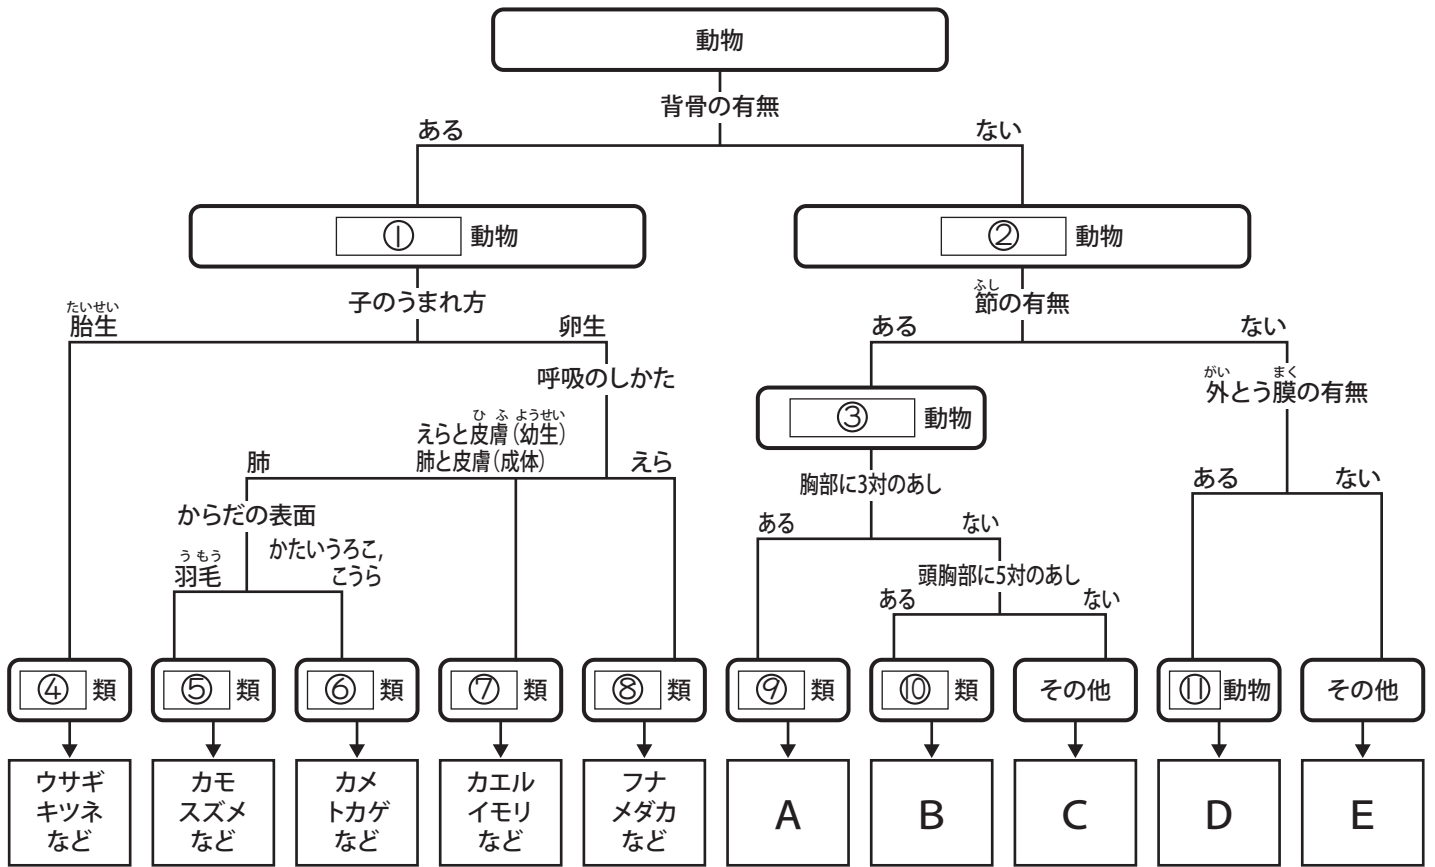 動物
背骨の有無
ある
ない
① 動物
② 動物
子のうまれ方
たいせい
胎生
卵生
呼吸のしかた
ひ ふ ようせい
えらと皮膚(幼生)
肺と皮膚(成体)
肺
えら
からだの表面
うもう
羽毛
かたいうろこ,
こうら
ふし
節の有無
ある
ない
③ 動物
がい まく
外とう膜の有無
胸部に3対のあし
ある
ない
頭胸部に5対のあし
ある
ない
ある
ない
④ 類
⑤ 類
⑥ 類
⑦ 類
⑧ 類
⑨ 類
⑩ 類
その他
⑪ 動物
その他
ウサギ
キツネ
など
カモ
スズメ
など
カメ
トカゲ
など
カエル
イモリ
など
フナ
メダカ
など
A
B
C
D
E